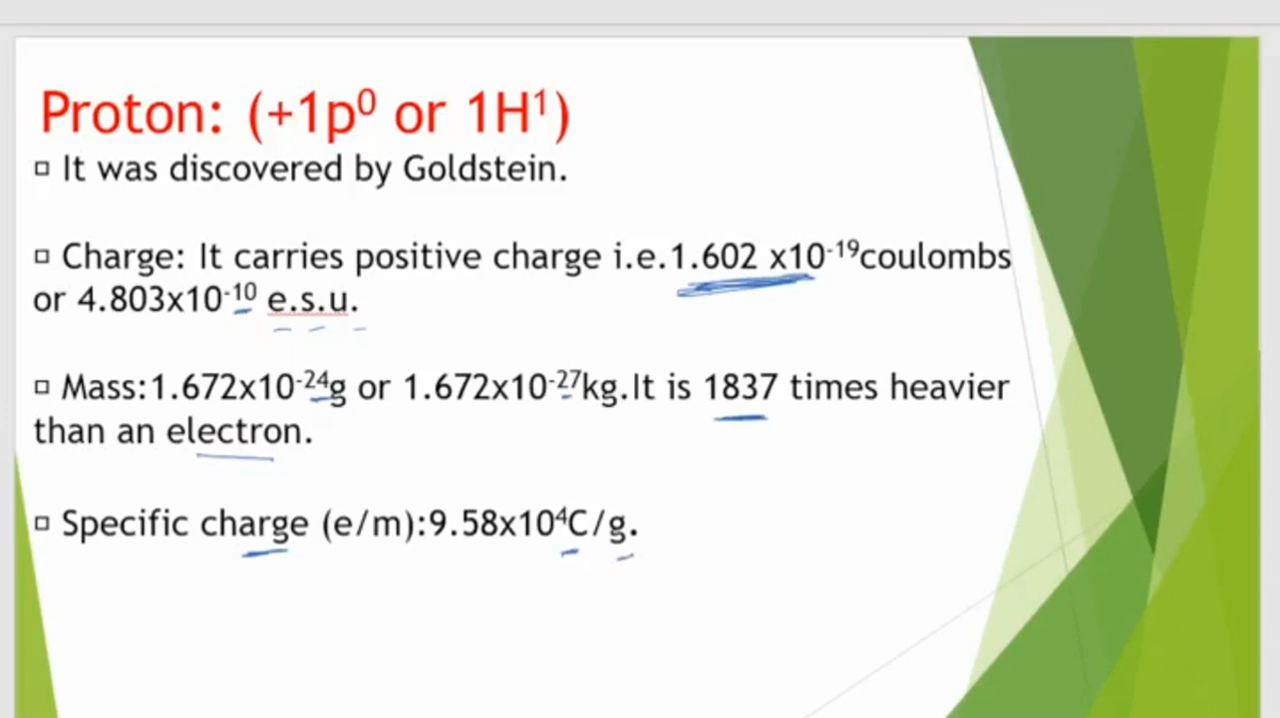 Proton: (+1p⁰ or 1H¹)
▫ It was discovered by Goldstein.
▫ Charge: It carries positive charge i.e.1.602 x10⁻¹⁹coulombs
or 4.803x10⁻¹⁰ e.s.u.
▫ Mass:1.672x10⁻²⁴g or 1.672x10⁻²⁷kg.It is 1837 times heavier
than an electron.
▫ Specific charge (e/m):9.58x10⁴C/g.